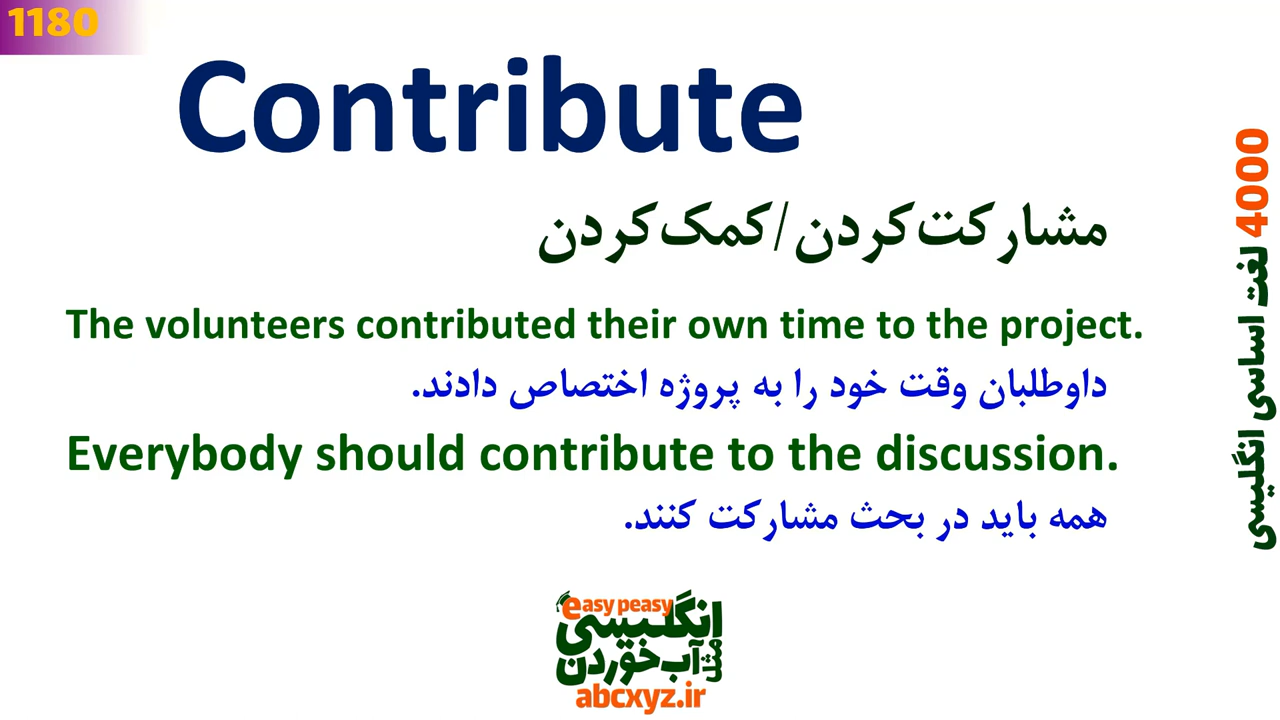 1180
Contribute
مشارکت کردن/کمک کردن
The volunteers contributed their own time to the project.
داوطلبان وقت خود را به پروژه اختصاص دادند.
Everybody should contribute to the discussion.
همه باید در بحث مشارکت کنند.
4000 لغت اساسی انگلیسی
easy peasy
انگلیسی
مثل آب خوردن
abcxyz.ir